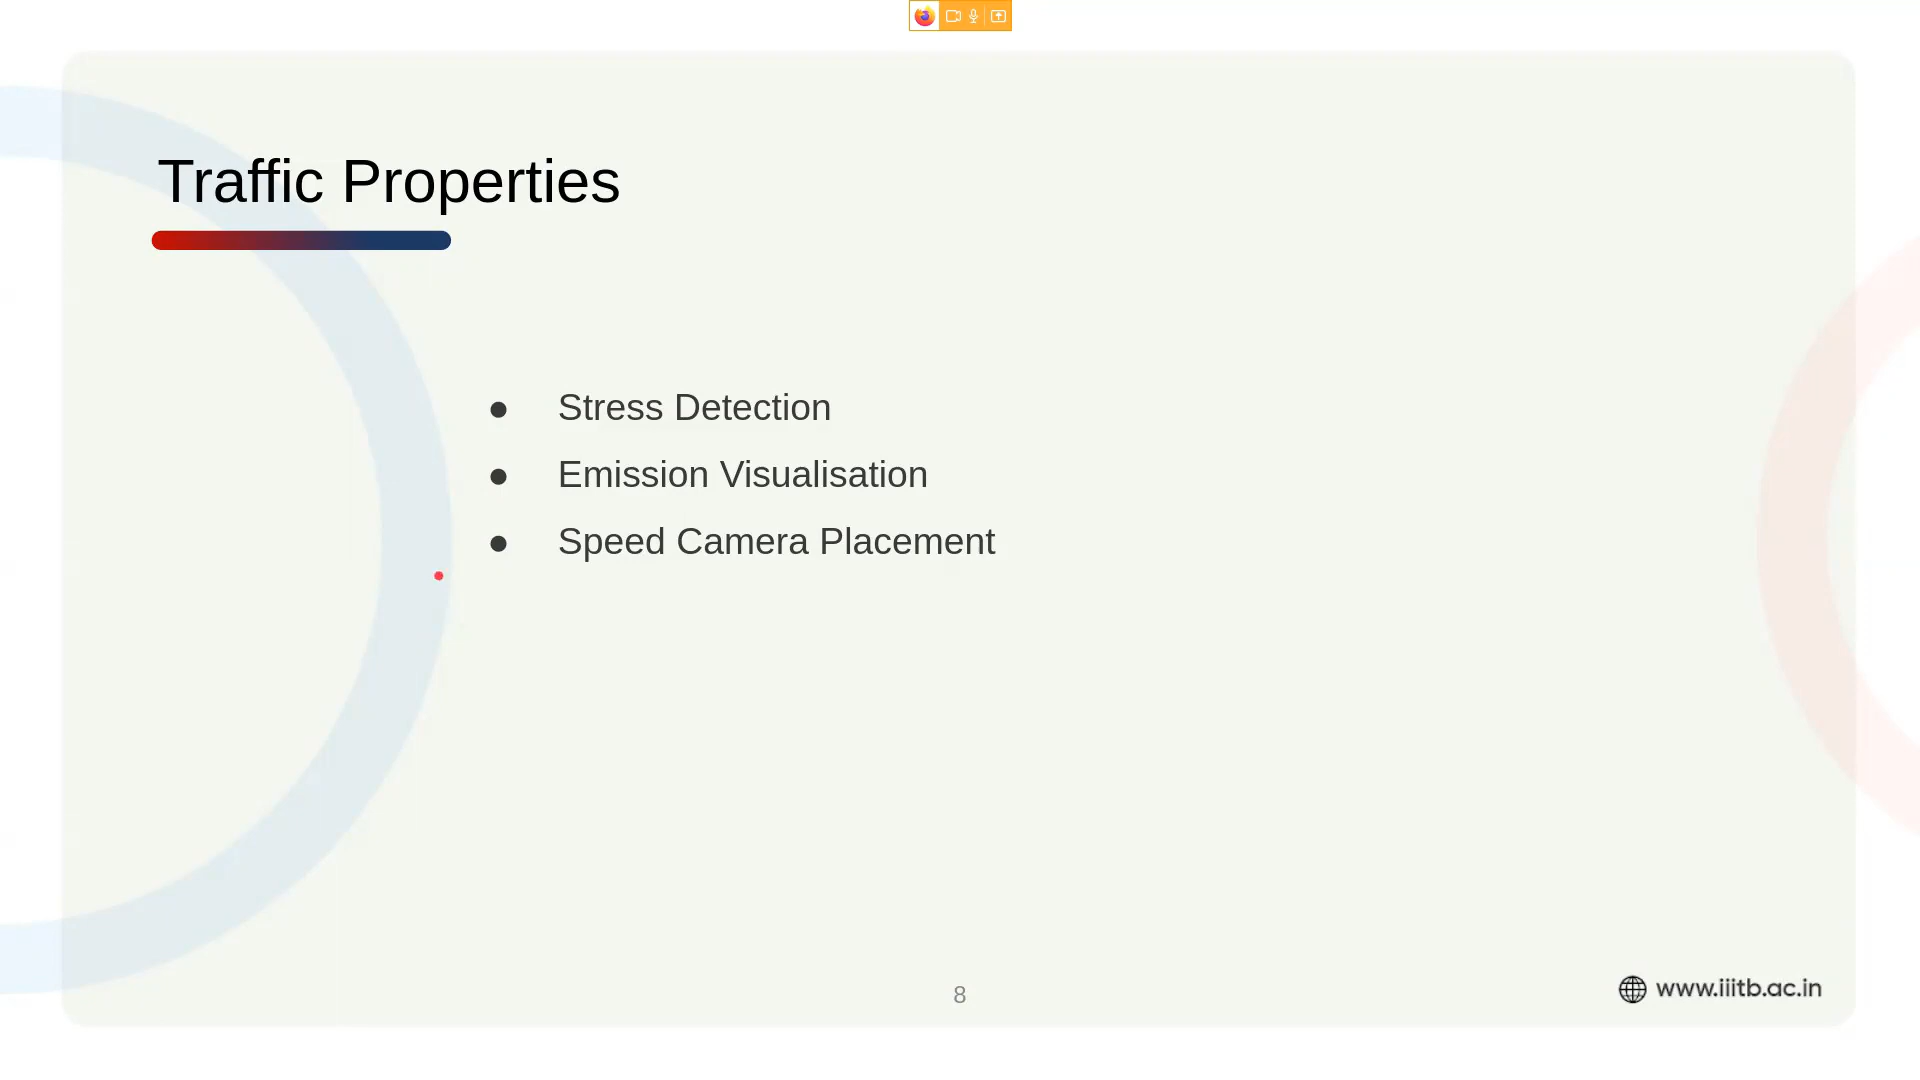 Traffic Properties
● Stress Detection
● Emission Visualisation
● Speed Camera Placement
8
www.iiitb.ac.in